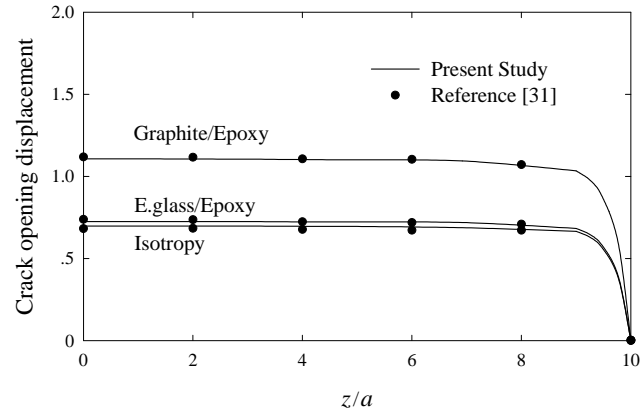 2.0
Present Study
1.5
Reference [31]
Graphite/Epoxy
1.0
E.glass/Epoxy
Isotropy
.5
0
0 2 4 6 8 10
z/a
Crack opening displacement